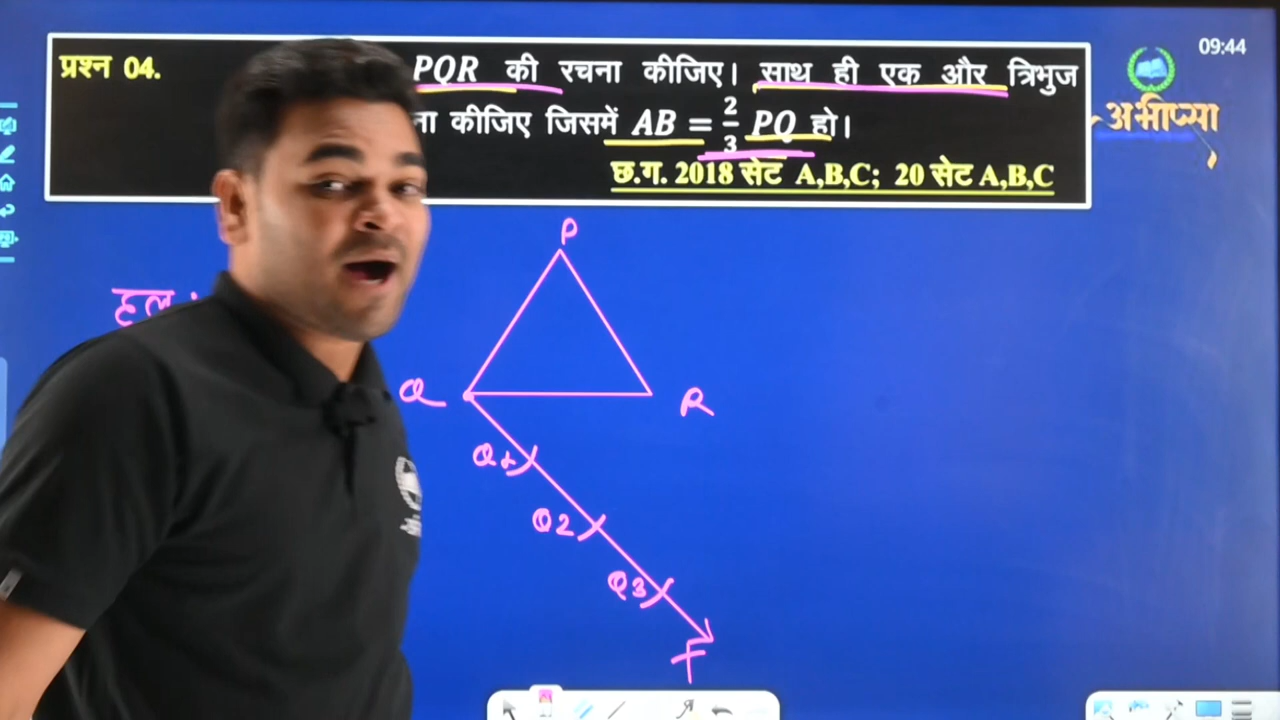 09:44
प्रश्न 04. PQR की रचना कीजिए। साथ ही एक और त्रिभुज
ना कीजिए जिसमें AB = 2/3 PQ हो।
छ.ग. 2018 सेट A,B,C; 20 सेट A,B,C
अभीप्सा
हल :
P
Q R
Q1
Q2
Q3